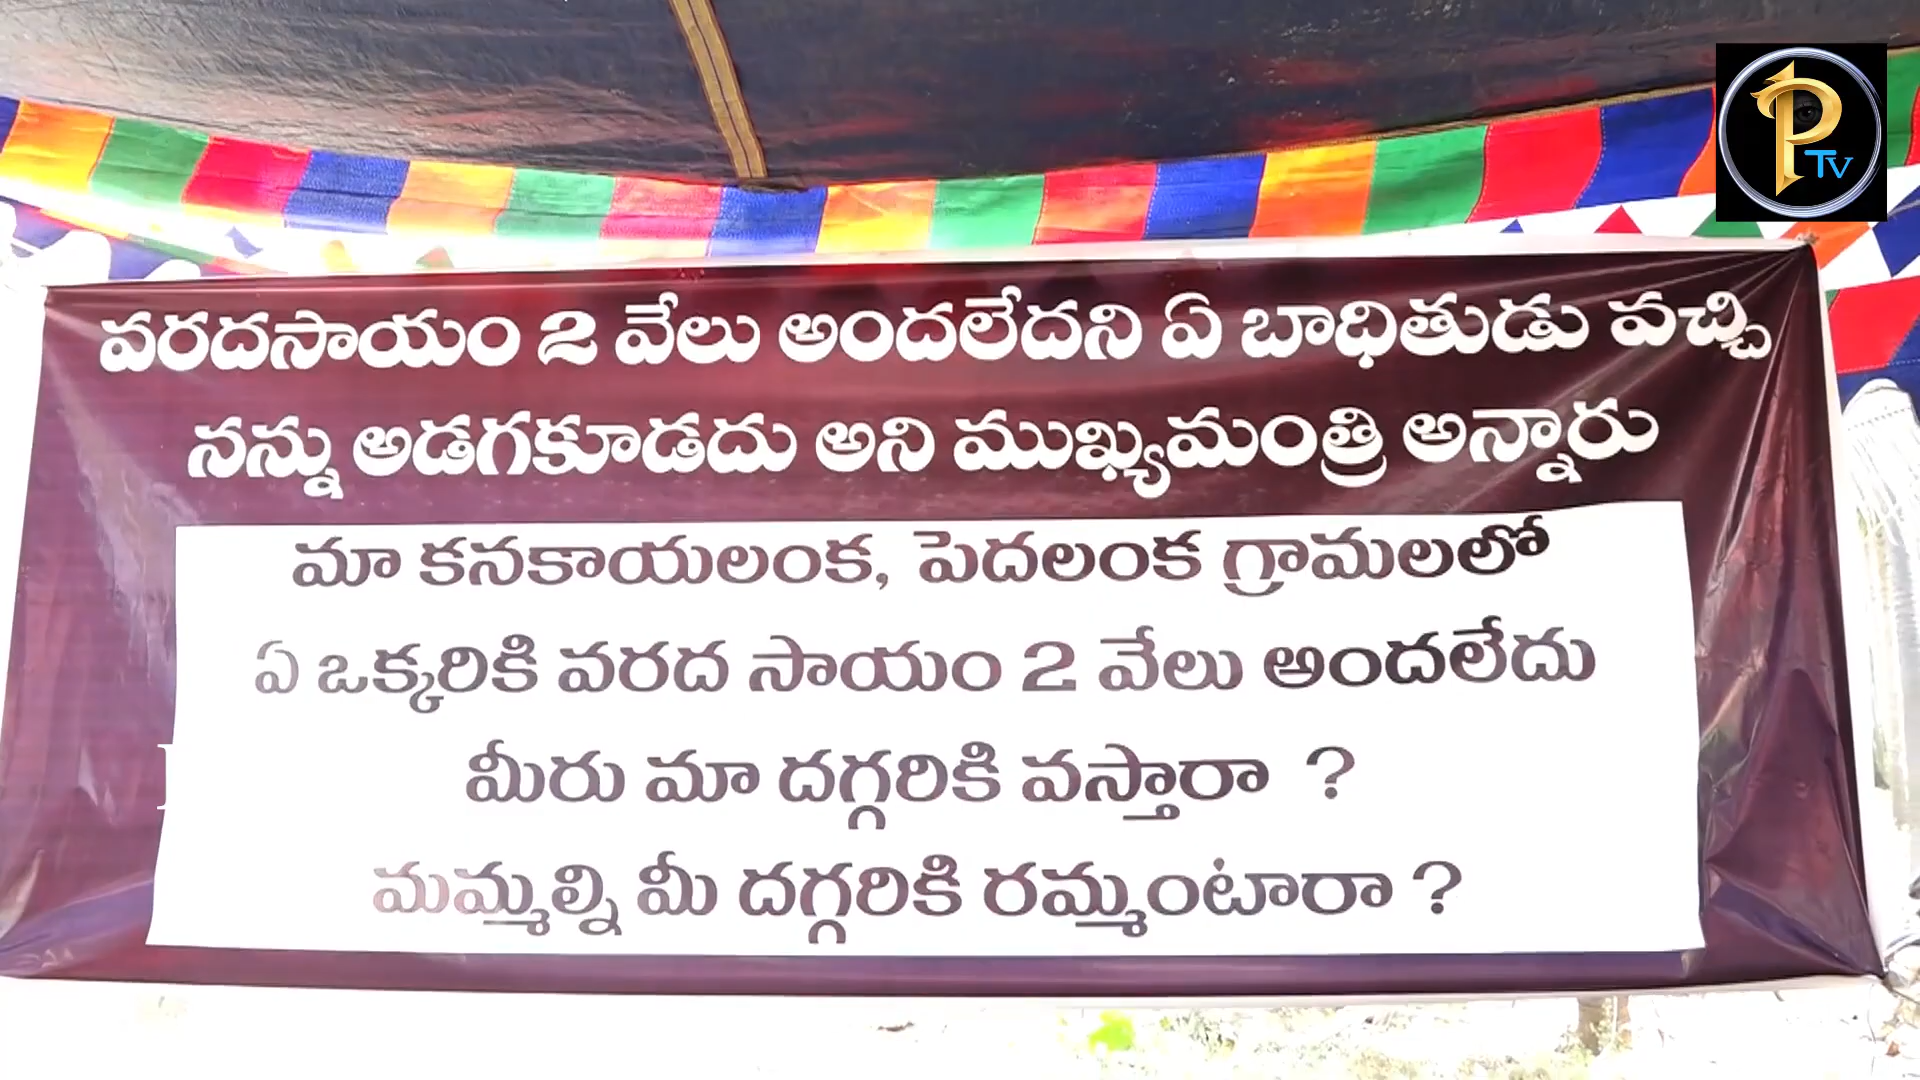 P Tv
వరదసాయం 2 వేలు అందలేదని ఏ బాధితుడు వచ్చి
నన్ను అడగకూడదు అని ముఖ్యమంత్రి అన్నారు
మా కనకాయలంక, పెదలంక గ్రామలలో
ఏ ఒక్కరికి వరద సాయం 2 వేలు అందలేదు
మీరు మా దగ్గరికి వస్తారా ?
మమ్మల్ని మీ దగ్గరికి రమ్మంటారా ?